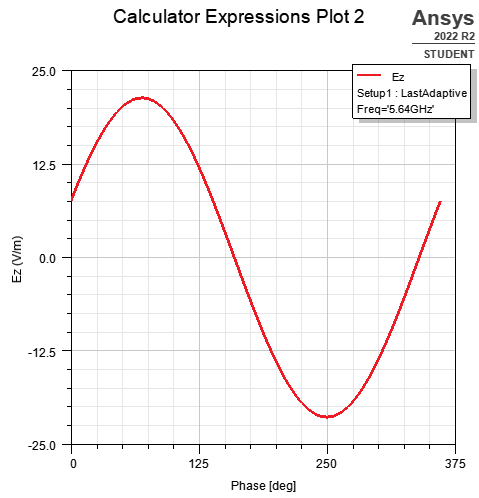 Calculator Expressions Plot 2
Ansys
2022 R2
STUDENT
Ez
Setup1 : LastAdaptive
Freq='5.64GHz'
25.0
12.5
0.0
-12.5
-25.0
Ez (V/m)
0
125
250
375
Phase [deg]